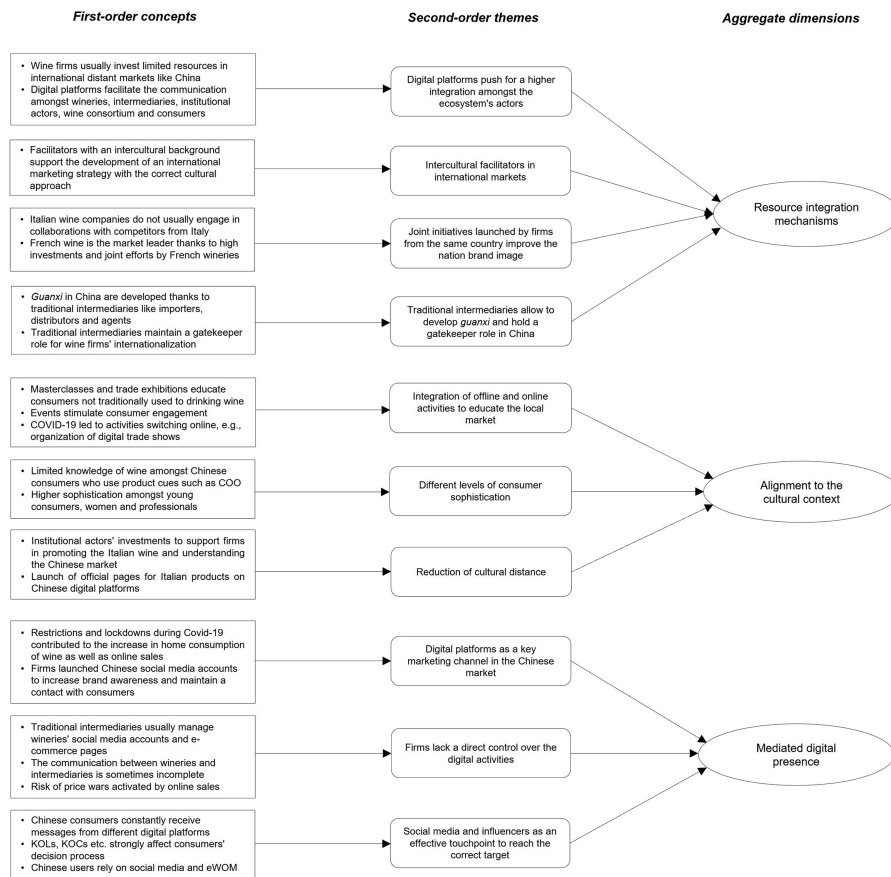 First-order concepts
Second-order themes
Aggregate dimensions
• Wine firms usually invest limited resources in
international distant markets like China
• Digital platforms facilitate the communication
amongst wineries, intermediaries, institutional
actors, wine consortium and consumers
Digital platforms push for a higher
integration amongst the
ecosystem's actors
• Facilitators with an intercultural background
support the development of an international
marketing strategy with the correct cultural
approach
Intercultural facilitators in
international markets
• Italian wine companies do not usually engage in
collaborations with competitors from Italy
• French wine is the market leader thanks to high
investments and joint efforts by French wineries
Joint initiatives launched by firms
from the same country improve the
nation brand image
• Guanxi in China are developed thanks to
traditional intermediaries like importers,
distributors and agents
• Traditional intermediaries maintain a gatekeeper
role for wine firms' internationalization
Traditional intermediaries allow to
develop guanxi and hold a
gatekeeper role in China
Resource integration
mechanisms
• Masterclasses and trade exhibitions educate
consumers not traditionally used to drinking wine
• Events stimulate consumer engagement
• COVID-19 led to activities switching online, e.g.,
organization of digital trade shows
Integration of offline and online
activities to educate the local
market
• Limited knowledge of wine amongst Chinese
consumers who use product cues such as COO
• Higher sophistication amongst young
consumers, women and professionals
Different levels of consumer
sophistication
• Institutional actors' investments to support firms
in promoting the Italian wine and understanding
the Chinese market
• Launch of official pages for Italian products on
Chinese digital platforms
Reduction of cultural distance
Alignment to the
cultural context
• Restrictions and lockdowns during Covid-19
contributed to the increase in home consumption
of wine as well as online sales
• Firms launched Chinese social media accounts
to increase brand awareness and maintain a
contact with consumers
Digital platforms as a key
marketing channel in the Chinese
market
• Traditional intermediaries usually manage
wineries' social media accounts and e-
commerce pages
• The communication between wineries and
intermediaries is sometimes incomplete
• Risk of price wars activated by online sales
Firms lack a direct control over the
digital activities
• Chinese consumers constantly receive
messages from different digital platforms
• KOLs, KOCs etc. strongly affect consumers'
decision process
• Chinese users rely on social media and eWOM
Social media and influencers as an
effective touchpoint to reach the
correct target
Mediated digital
presence